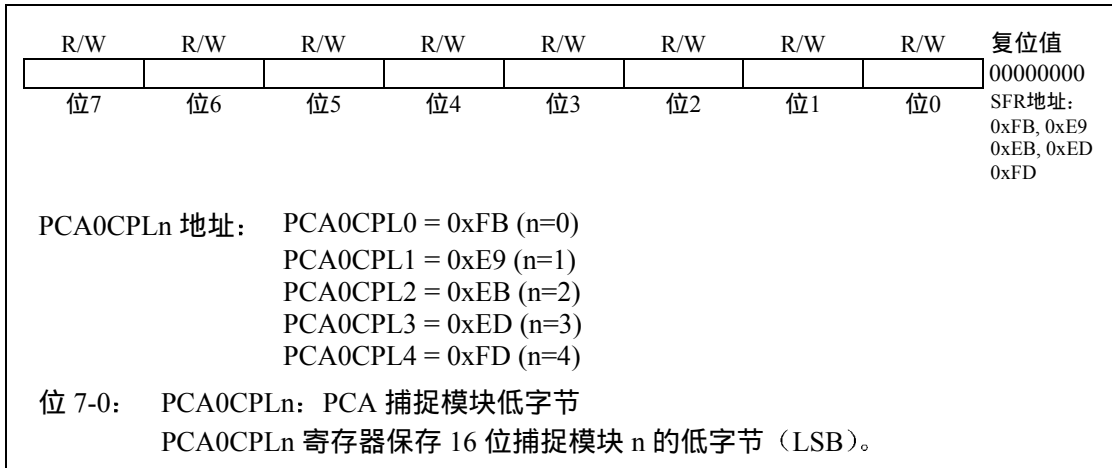 R/W R/W R/W R/W R/W R/W R/W R/W 复位值
00000000
位7 位6 位5 位4 位3 位2 位1 位0 SFR地址：
0xFB, 0xE9
0xEB, 0xED
0xFD
PCA0CPLn 地址： PCA0CPL0 = 0xFB (n=0)
PCA0CPL1 = 0xE9 (n=1)
PCA0CPL2 = 0xEB (n=2)
PCA0CPL3 = 0xED (n=3)
PCA0CPL4 = 0xFD (n=4)
位 7-0： PCA0CPLn：PCA 捕捉模块低字节
PCA0CPLn 寄存器保存 16 位捕捉模块 n 的低字节（LSB）。